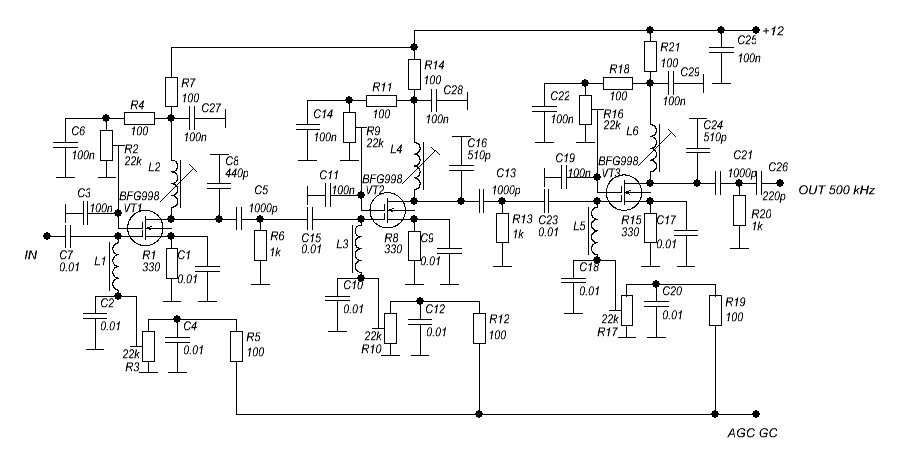 +12
C25
100n
R21
100
R14
100
R7
100
R18
100
C29
100n
R11
100
C28
100n
R4
100
C27
100n
C22
100n
R16
22k
C14
100n
R9
22k
C6
100n
R2
22k
L6
C24
510p
L4
C16
510p
L2
C8
440p
BFG998
VT3
BFG998
VT2
BFG998
VT1
C19
100n
C11
100n
C3
100n
C21
1000p
C26
220p
C13
1000p
C5
1000p
OUT 500 kHz
IN
C7
0.01
L1
R1
330
C1
0.01
R6
1k
C15
0.01
L3
R8
330
C9
0.01
R13
1k
C23
0.01
L5
R15
330
C17
0.01
R20
1k
C2
0.01
22k
R3
C4
0.01
R5
100
C10
0.01
22k
R10
C12
0.01
R12
100
C18
0.01
22k
R17
C20
0.01
R19
100
AGC GC